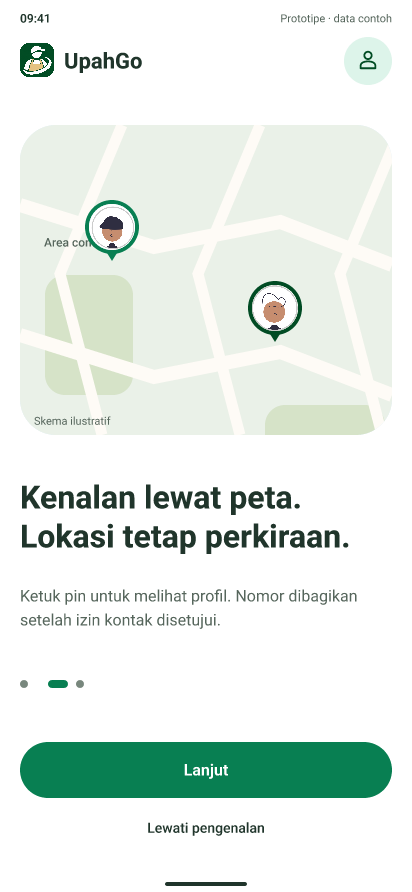 09:41
Prototipe · data contoh
UpahGo
Area con
Skema ilustratif
Kenalan lewat peta.
Lokasi tetap perkiraan.
Ketuk pin untuk melihat profil. Nomor dibagikan
setelah izin kontak disetujui.
Lanjut
Lewati pengenalan